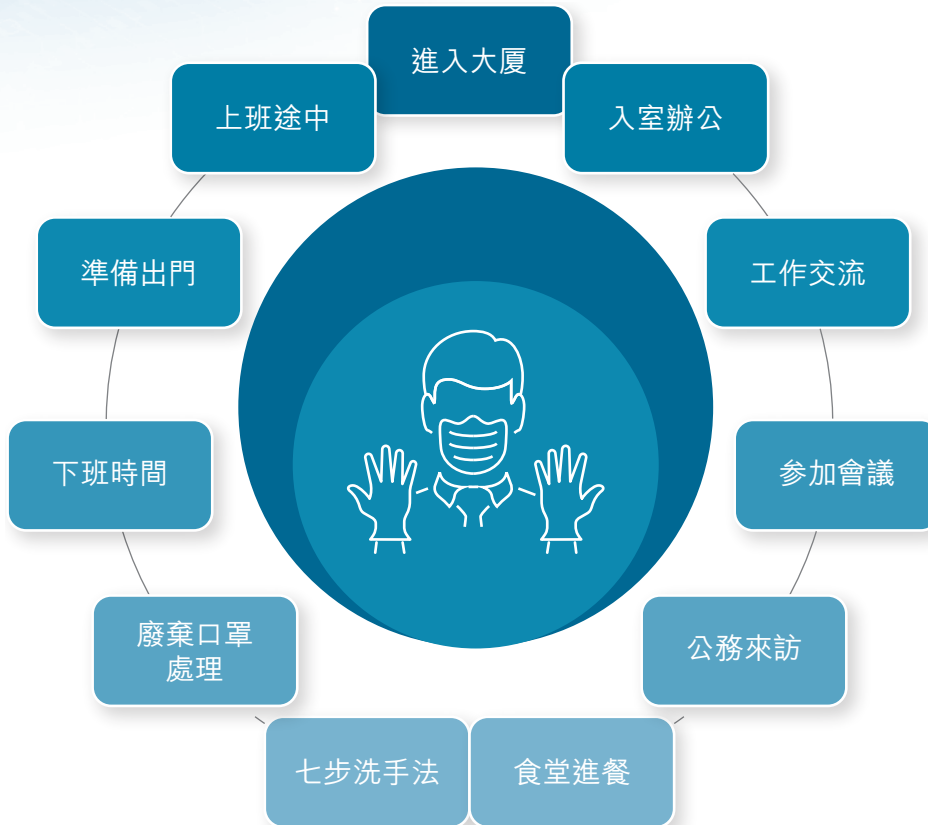 進入大厦
上班途中
入室辦公
準備出門
工作交流
下班時間
参加會議
廢棄口罩
處理
公務來訪
七步洗手法
食堂進餐